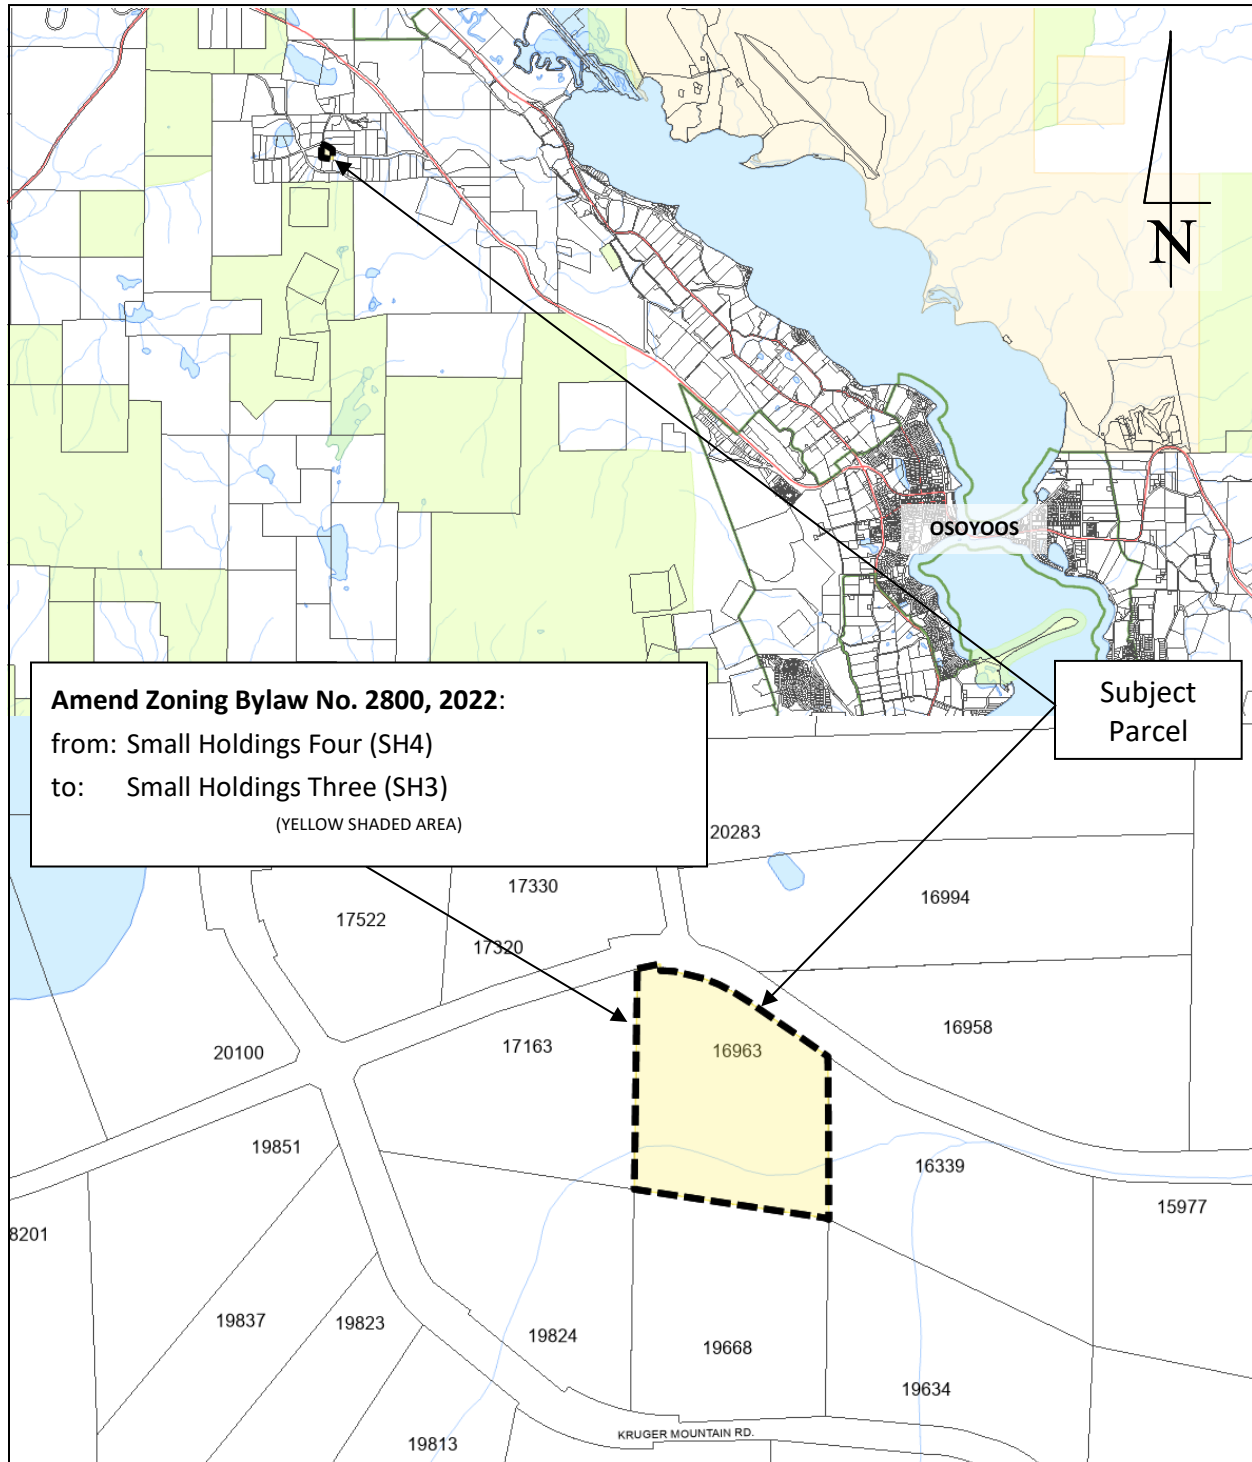 N
OSOYOOS
Amend Zoning Bylaw No. 2800, 2022:
from: Small Holdings Four (SH4)
to: Small Holdings Three (SH3)
(YELLOW SHADED AREA)
Subject
Parcel
20283
17330
16994
17522
17320
16958
20100
17163
16963
19851
16339
15977
8201
19837
19823
19824
19668
19634
19813
KRUGER MOUNTAIN RD.